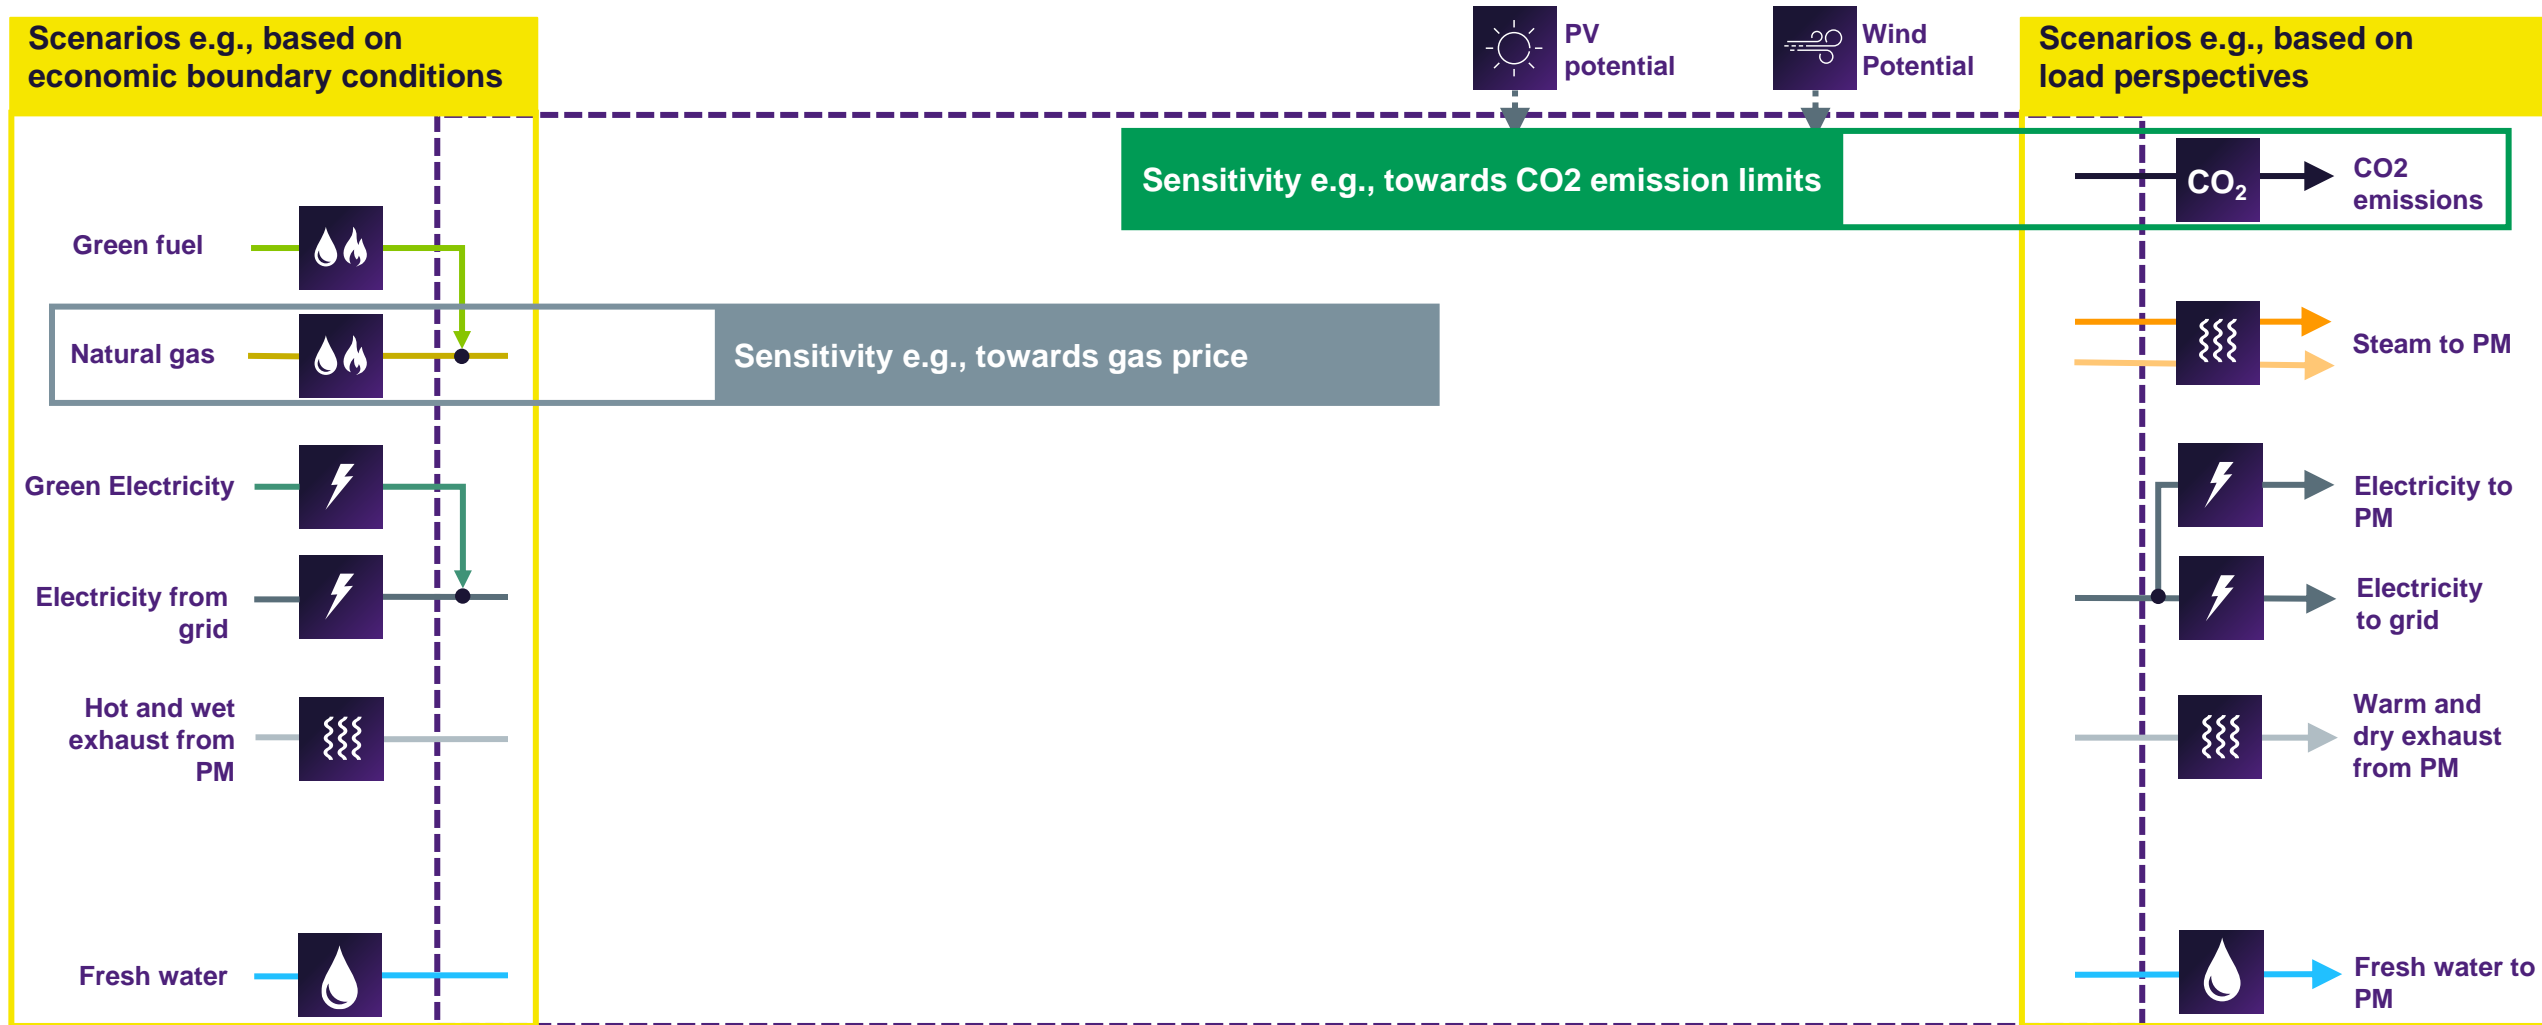 Scenarios e.g., based on
economic boundary conditions
PV
potential
Wind
Potential
Scenarios e.g., based on
load perspectives
Sensitivity e.g., towards CO2 emission limits
CO₂
CO2
emissions
Green fuel
Natural gas
Sensitivity e.g., towards gas price
Steam to PM
Green Electricity
Electricity to
PM
Electricity from
grid
Electricity
to grid
Hot and wet
exhaust from
PM
Warm and
dry exhaust
from PM
Fresh water
Fresh water to
PM